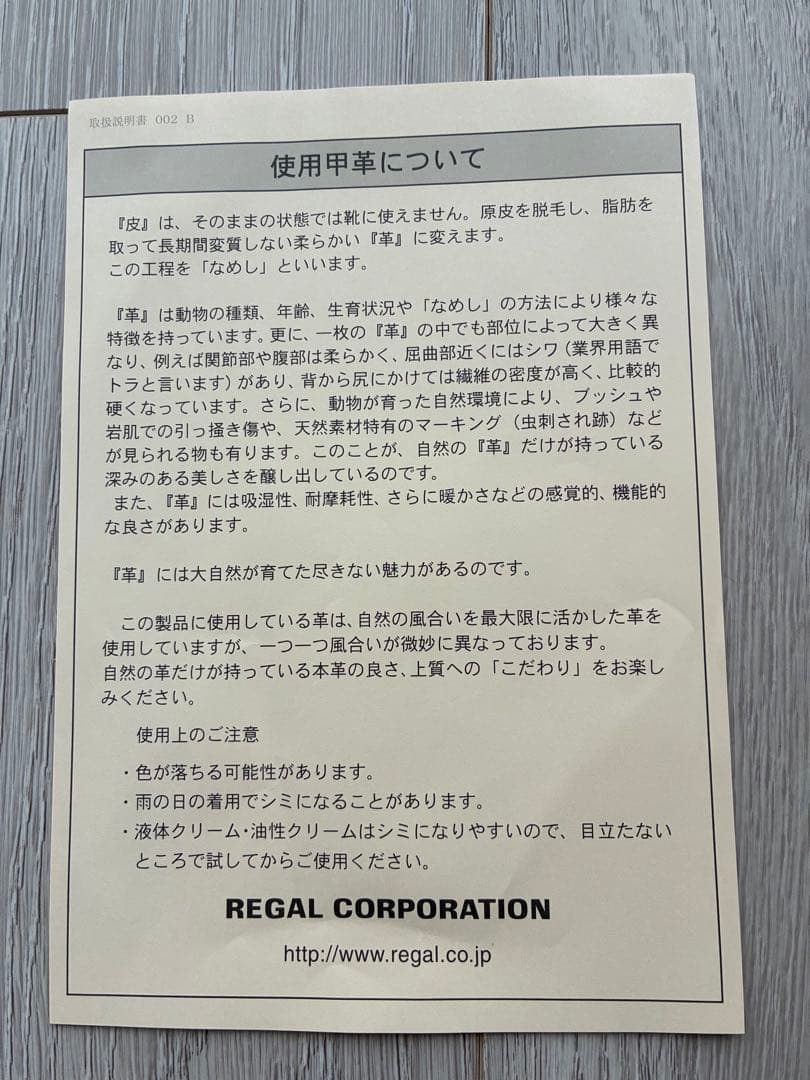 取扱説明書 002 B
使用甲革について
『皮』は、そのままの状態では靴に使えません。原皮を脱毛し、脂肪を
取って長期間変質しない柔らかい『革』に変えます。
この工程を「なめし」といいます。
『革』は動物の種類、年齢、生育状況や「なめし」の方法により様々な
特徴を持っています。更に、一枚の『革』の中でも部位によって大きく異
なり、例えば関節部や腹部は柔らかく、屈曲部近くにはシワ（業界用語で
トラと言います）があり、背から尻にかけては繊維の密度が高く、比較的
硬くなっています。さらに、動物が育った自然環境により、ブッシュや
岩肌での引っ掻き傷や、天然素材特有のマーキング（虫刺され跡）など
が見られる物も有ります。このことが、自然の『革』だけが持っている
深みのある美しさを醸し出しているのです。
また、『革』には吸湿性、耐摩耗性、さらに暖かさなどの感覚的、機能的
な良さがあります。
『革』には大自然が育てた尽きない魅力があるのです。
この製品に使用している革は、自然の風合いを最大限に活かした革を
使用していますが、一つ一つ風合いが微妙に異なっております。
自然の革だけが持っている本革の良さ、上質への「こだわり」をお楽し
みください。
使用上のご注意
・色が落ちる可能性があります。
・雨の日の着用でシミになることがあります。
・液体クリーム・油性クリームはシミになりやすいので、目立たない
ところで試してからご使用ください。
REGAL CORPORATION
http://www.regal.co.jp